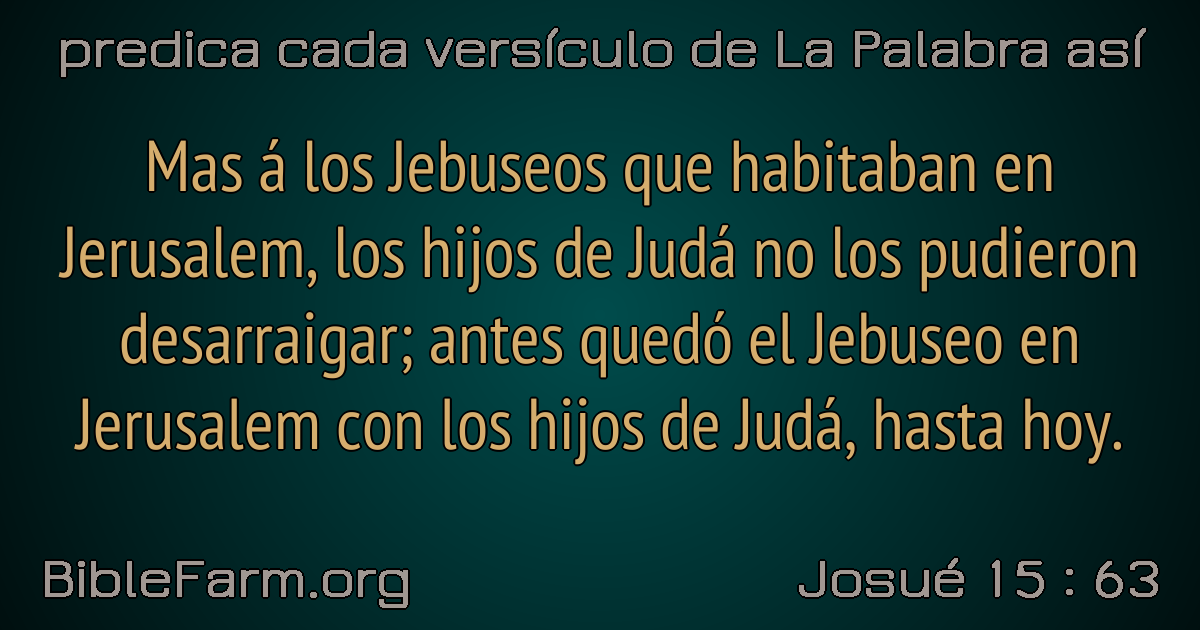 predica cada versículo de La Palabra así
Mas á los Jebuseos que habitaban en
Jerusalem, los hijos de Judá no los pudieron
desarraigar; antes quedó el Jebuseo en
Jerusalem con los hijos de Judá, hasta hoy.
BibleFarm.org
Josué 15 : 63